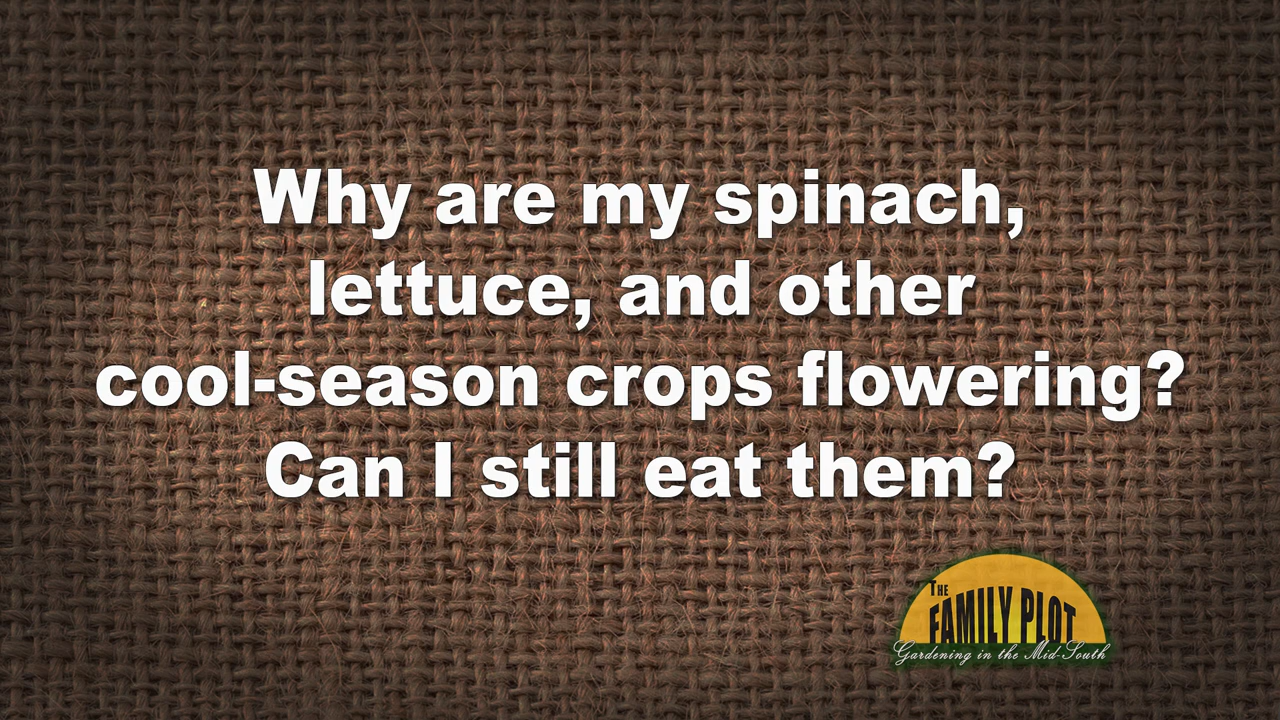 Why are my spinach,
lettuce, and other
cool-season crops flowering?
Can I still eat them?
THE
FAMILY PLOT
Gardening in the Mid-South